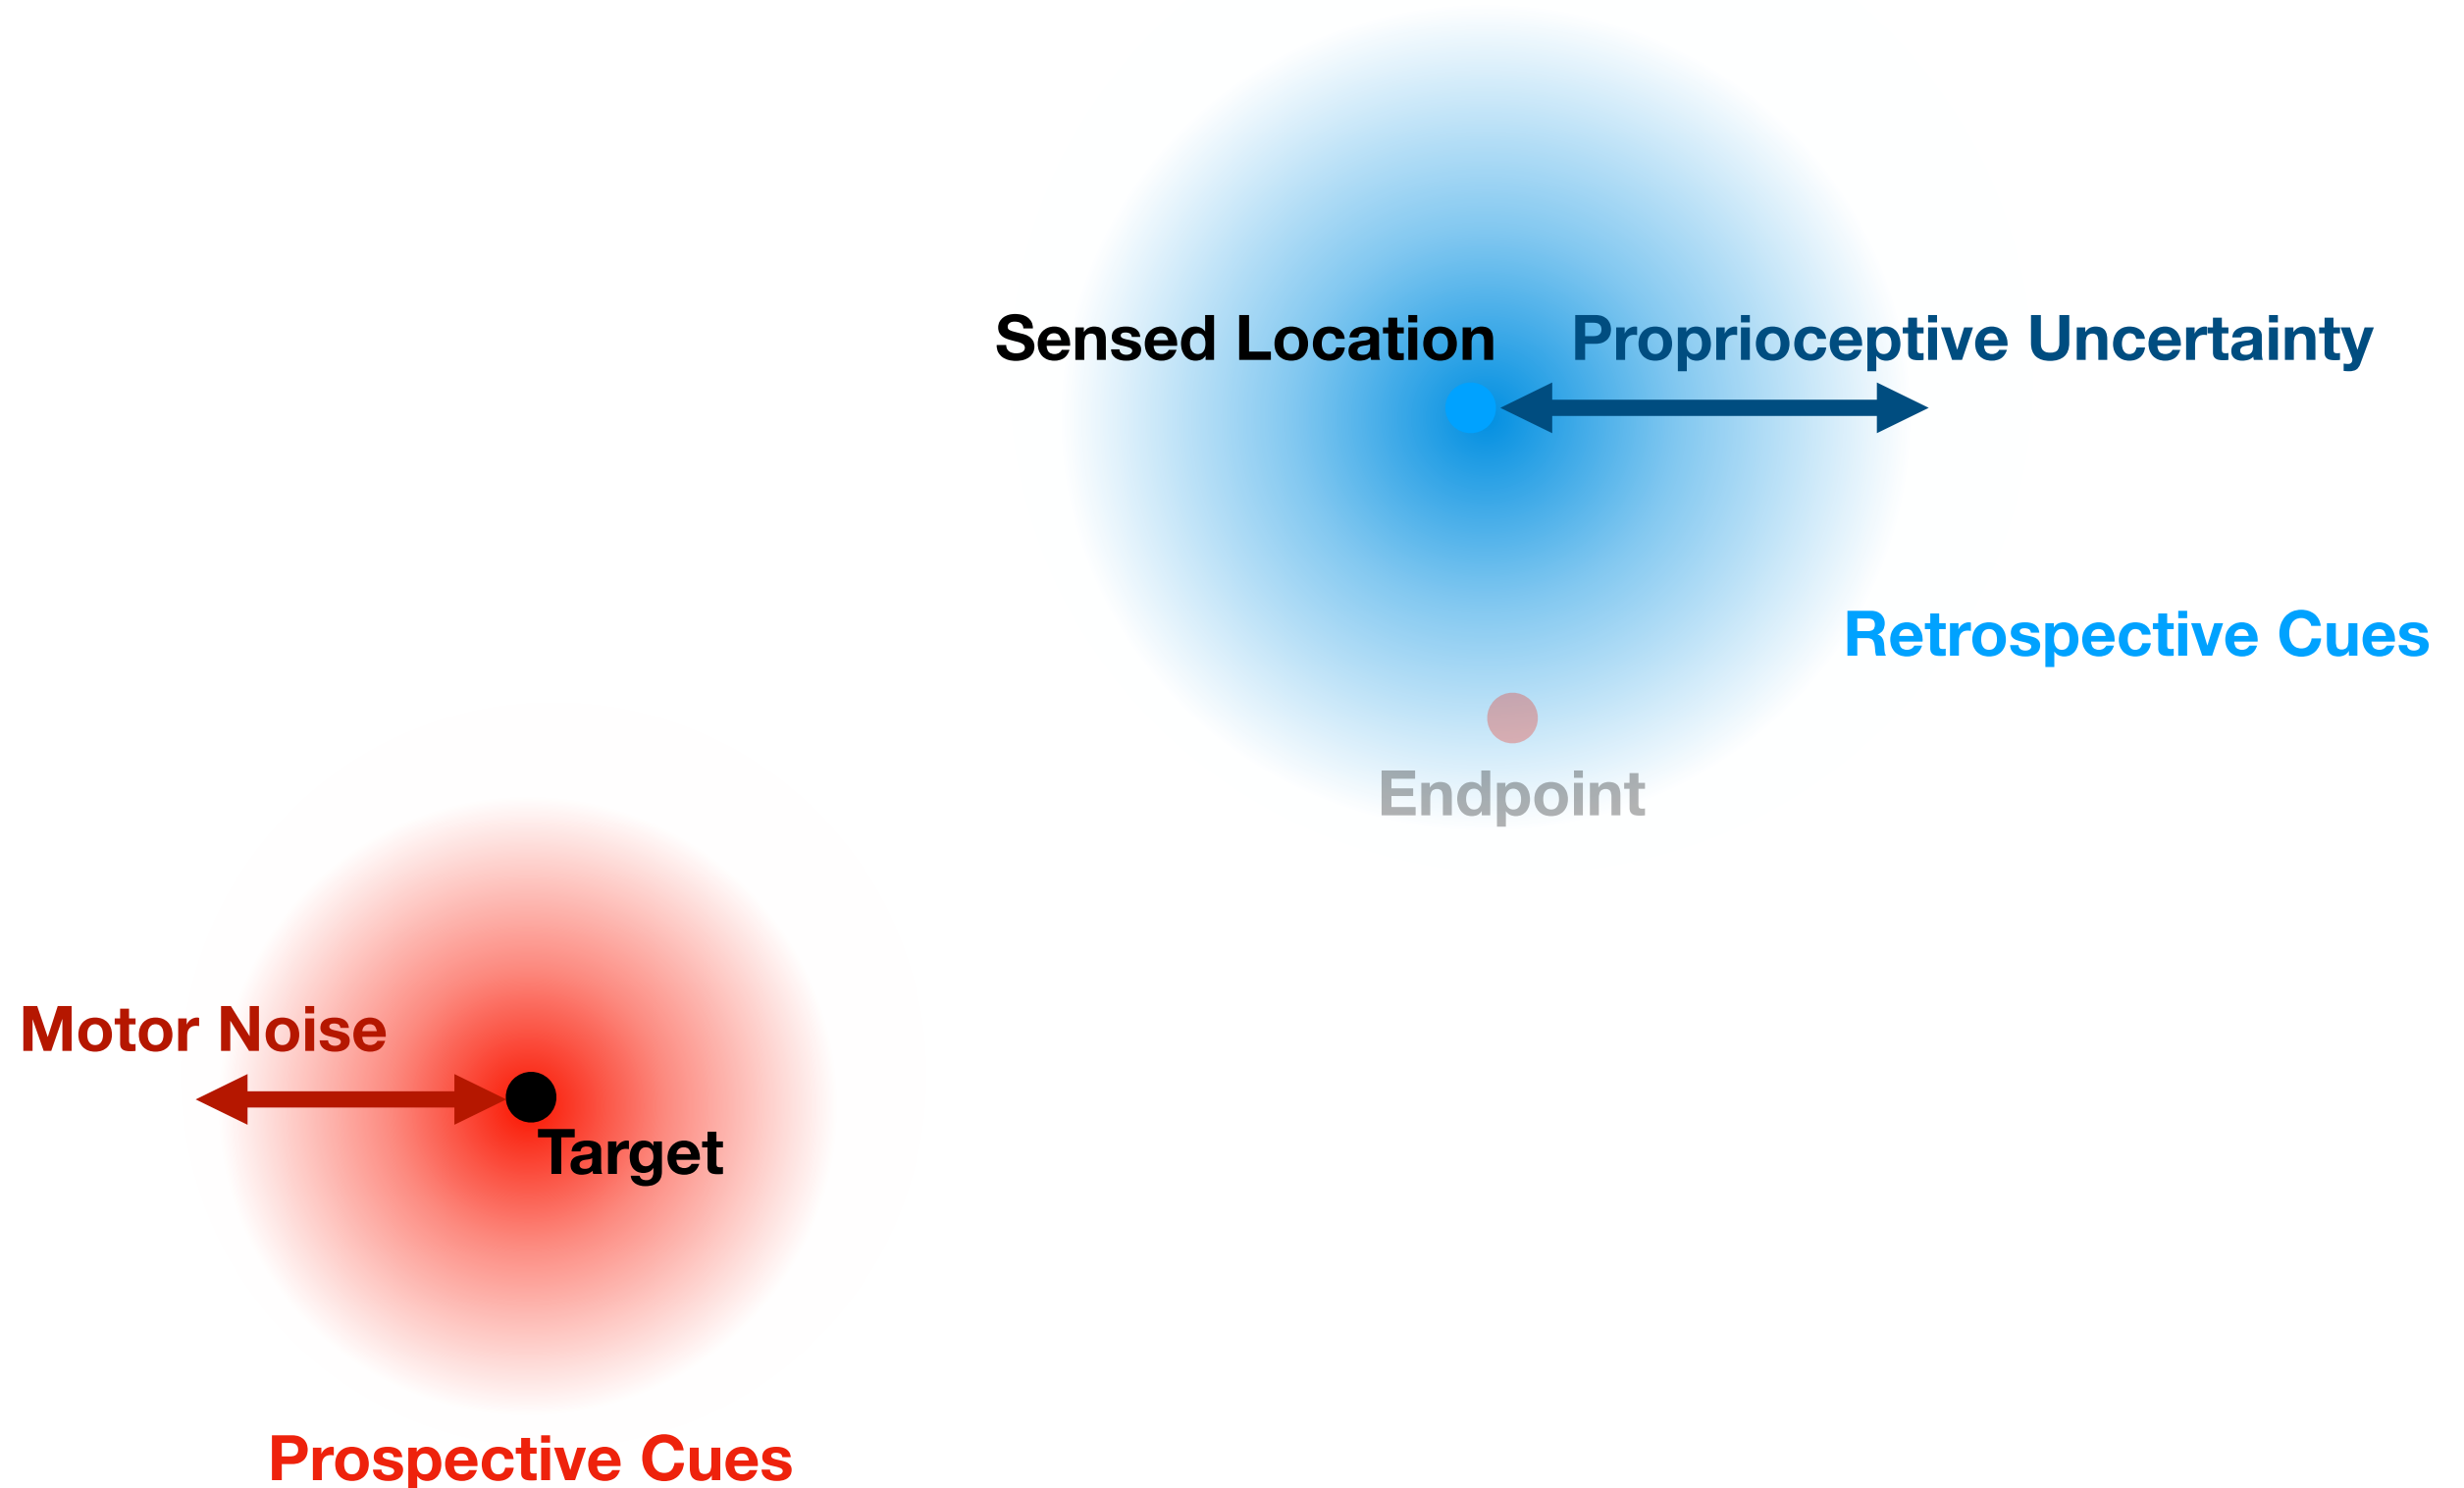 Sensed Location
Proprioceptive Uncertainty
Retrospective Cues
Endpoint
Motor Noise
Target
Prospective Cues